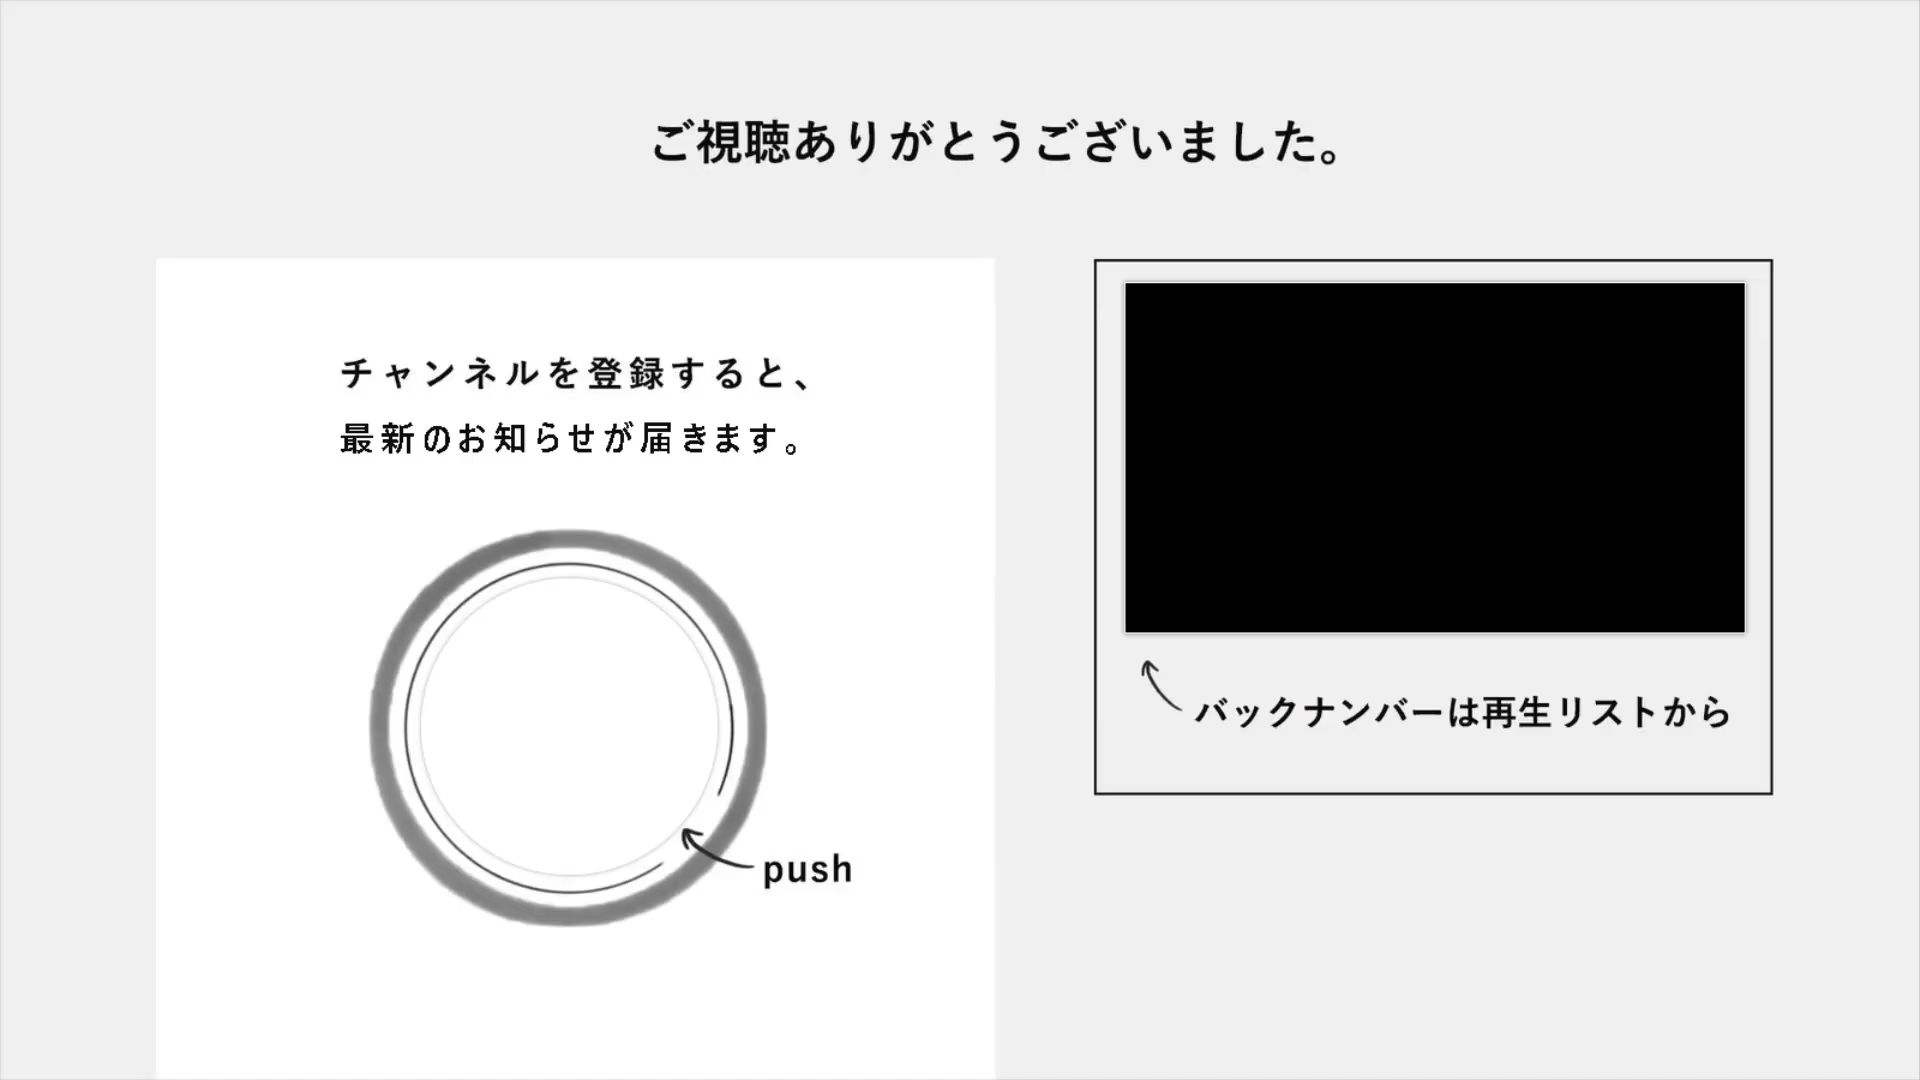 ご視聴ありがとうございました。
チャンネルを登録すると、
最新のお知らせが届きます。
push
バックナンバーは再生リストから